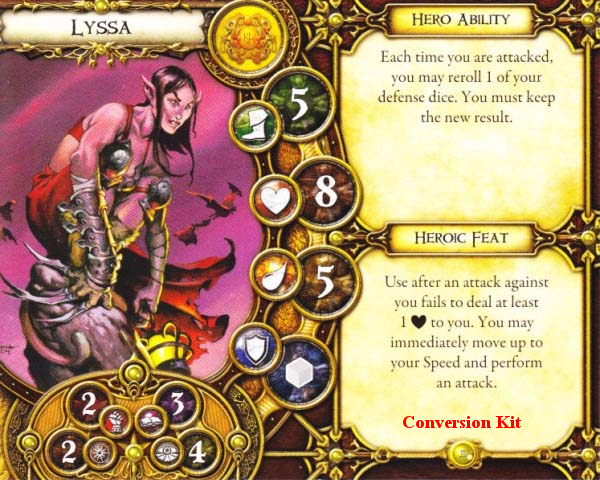 Lyssa
Hero Ability
Each time you are attacked,
you may reroll 1 of your
defense dice. You must keep
the new result.
5
8
5
Heroic Feat
Use after an attack against
you fails to deal at least
1 ♥ to you. You may
immediately move up to
your Speed and perform
an attack.
Conversion Kit
2 3
2 4